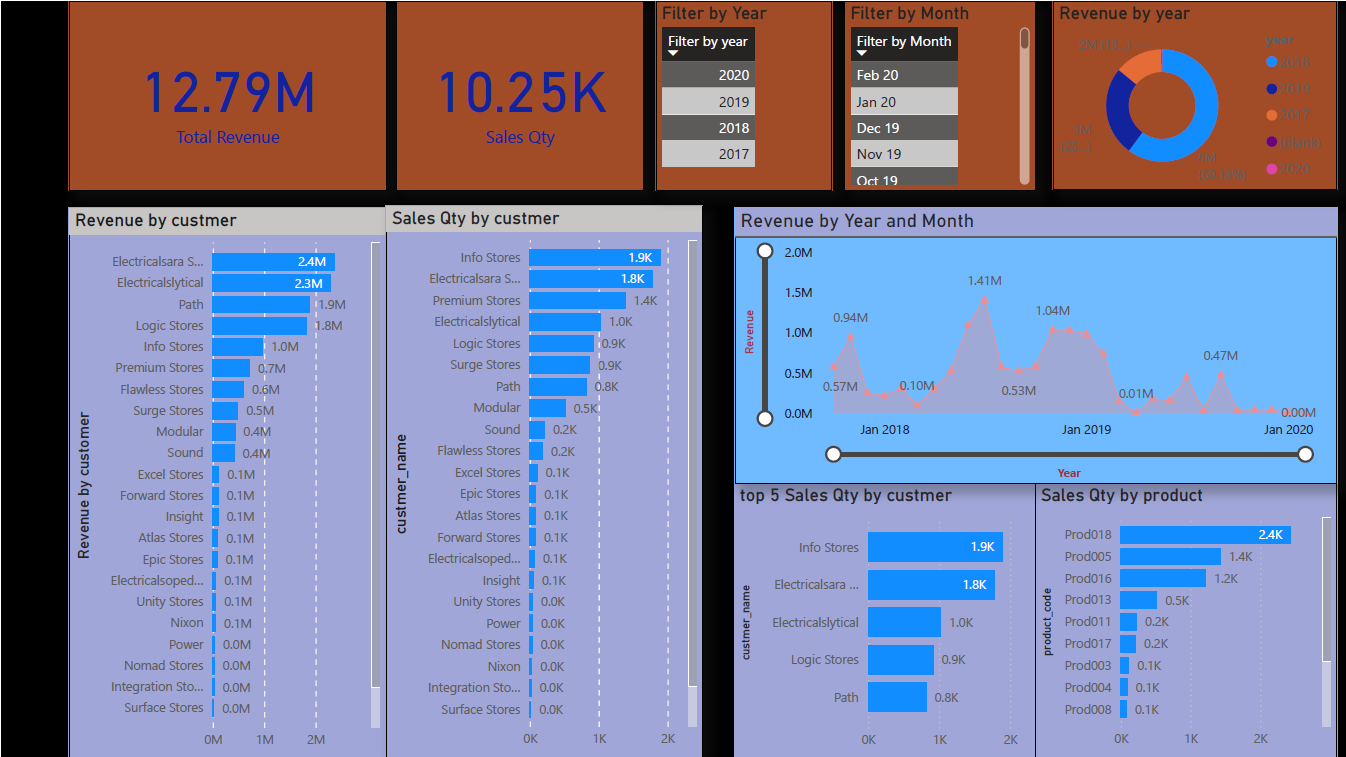 12.79M
Total Revenue
10.25K
Sales Qty
Filter by Year
Filter by year
2020
2019
2018
2017
Filter by Month
Filter by Month
Feb 20
Jan 20
Dec 19
Nov 19
Oct 19
Revenue by year
year
2018
2019
2017
(Blank)
2020
Revenue by custmer
Revenue by customer
Electricalsara S... 2.4M
Electricalslytical 2.3M
Path 1.9M
Logic Stores 1.8M
Info Stores 1.0M
Premium Stores 0.7M
Flawless Stores 0.6M
Surge Stores 0.5M
Modular 0.4M
Sound 0.4M
Excel Stores 0.1M
Forward Stores 0.1M
Insight 0.1M
Atlas Stores 0.1M
Epic Stores 0.1M
Electricalsoped... 0.1M
Unity Stores 0.1M
Nixon 0.1M
Power 0.0M
Nomad Stores 0.0M
Integration Sto... 0.0M
Surface Stores 0.0M
0M 1M 2M
Sales Qty by custmer
custmer_name
Info Stores 1.9K
Electricalsara S... 1.8K
Premium Stores 1.4K
Electricalslytical 1.0K
Logic Stores 0.9K
Surge Stores 0.9K
Path 0.8K
Modular 0.5K
Sound 0.2K
Flawless Stores 0.2K
Excel Stores 0.1K
Epic Stores 0.1K
Atlas Stores 0.1K
Forward Stores 0.1K
Electricalsoped... 0.1K
Insight 0.1K
Unity Stores 0.0K
Power 0.0K
Nomad Stores 0.0K
Nixon 0.0K
Integration Sto... 0.0K
Surface Stores 0.0K
0K 1K 2K
Revenue by Year and Month
Revenue
2.0M
1.5M
1.0M
0.5M
0.0M
0.57M
0.94M
0.10M
1.41M
0.53M
1.04M
0.01M
0.47M
0.00M
Jan 2018 Jan 2019 Jan 2020
Year
top 5 Sales Qty by custmer
custmer_name
Info Stores 1.9K
Electricalsara ... 1.8K
Electricalslytical 1.0K
Logic Stores 0.9K
Path 0.8K
0K 1K 2K
Sales Qty by product
product_code
Prod018 2.4K
Prod005 1.4K
Prod016 1.2K
Prod013 0.5K
Prod011 0.2K
Prod017 0.2K
Prod003 0.1K
Prod004 0.1K
Prod008 0.1K
0K 1K 2K